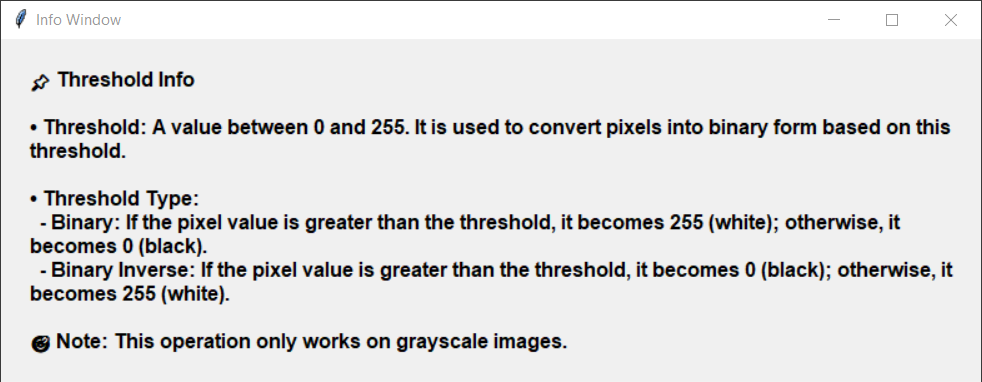 Info Window
📌 Threshold Info
• Threshold: A value between 0 and 255. It is used to convert pixels into binary form based on this
threshold.
• Threshold Type:
- Binary: If the pixel value is greater than the threshold, it becomes 255 (white); otherwise, it
becomes 0 (black).
- Binary Inverse: If the pixel value is greater than the threshold, it becomes 0 (black); otherwise, it
becomes 255 (white).
Note: This operation only works on grayscale images.